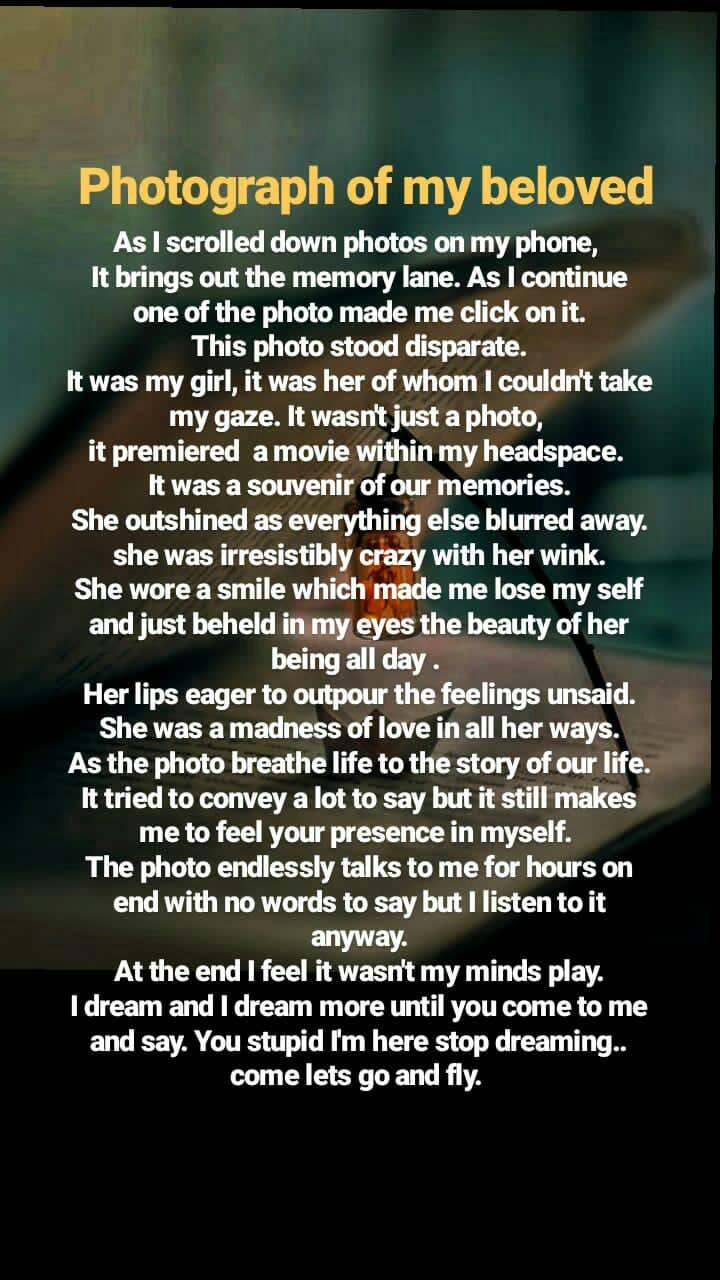 Photograph of my beloved
As I scrolled down photos on my phone,
It brings out the memory lane. As I continue
one of the photo made me click on it.
This photo stood disparate.
It was my girl, it was her of whom I couldn't take
my gaze. It wasn't just a photo,
it premiered  a movie within my headspace.
It was a souvenir of our memories.
She outshined as everything else blurred away.
she was irresistibly crazy with her wink.
She wore a smile which made me lose my self
and just beheld in my eyes the beauty of her
being all day .
Her lips eager to outpour the feelings unsaid.
She was a madness of love in all her ways.
As the photo breathe life to the story of our life.
It tried to convey a lot to say but it still makes
me to feel your presence in myself.
The photo endlessly talks to me for hours on
end with no words to say but I listen to it
anyway.
At the end I feel it wasn't my minds play.
I dream and I dream more until you come to me
and say. You stupid I'm here stop dreaming..
come lets go and fly.